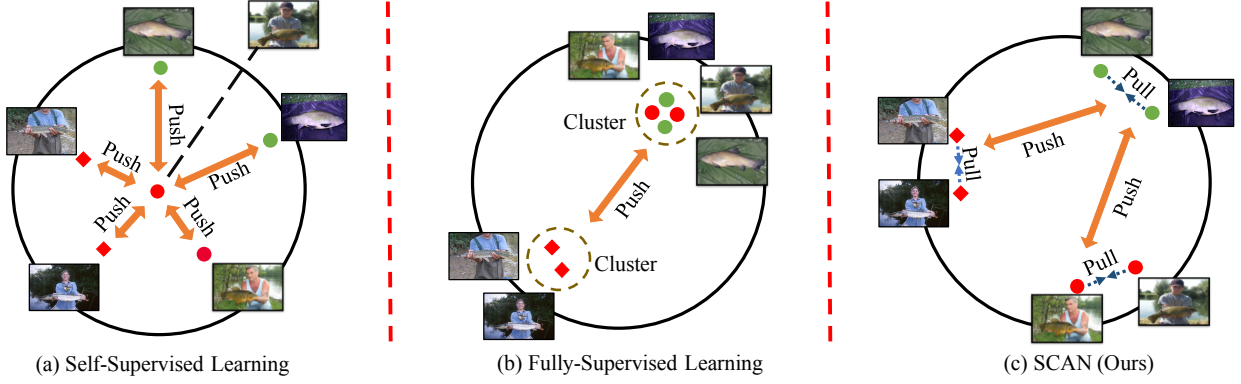 Push
Push
Push
Push
Push
(a) Self-Supervised Learning
Cluster
Push
Cluster
(b) Fully-Supervised Learning
Pull
Push
Pull
Push
Pull
(c) SCAN (Ours)